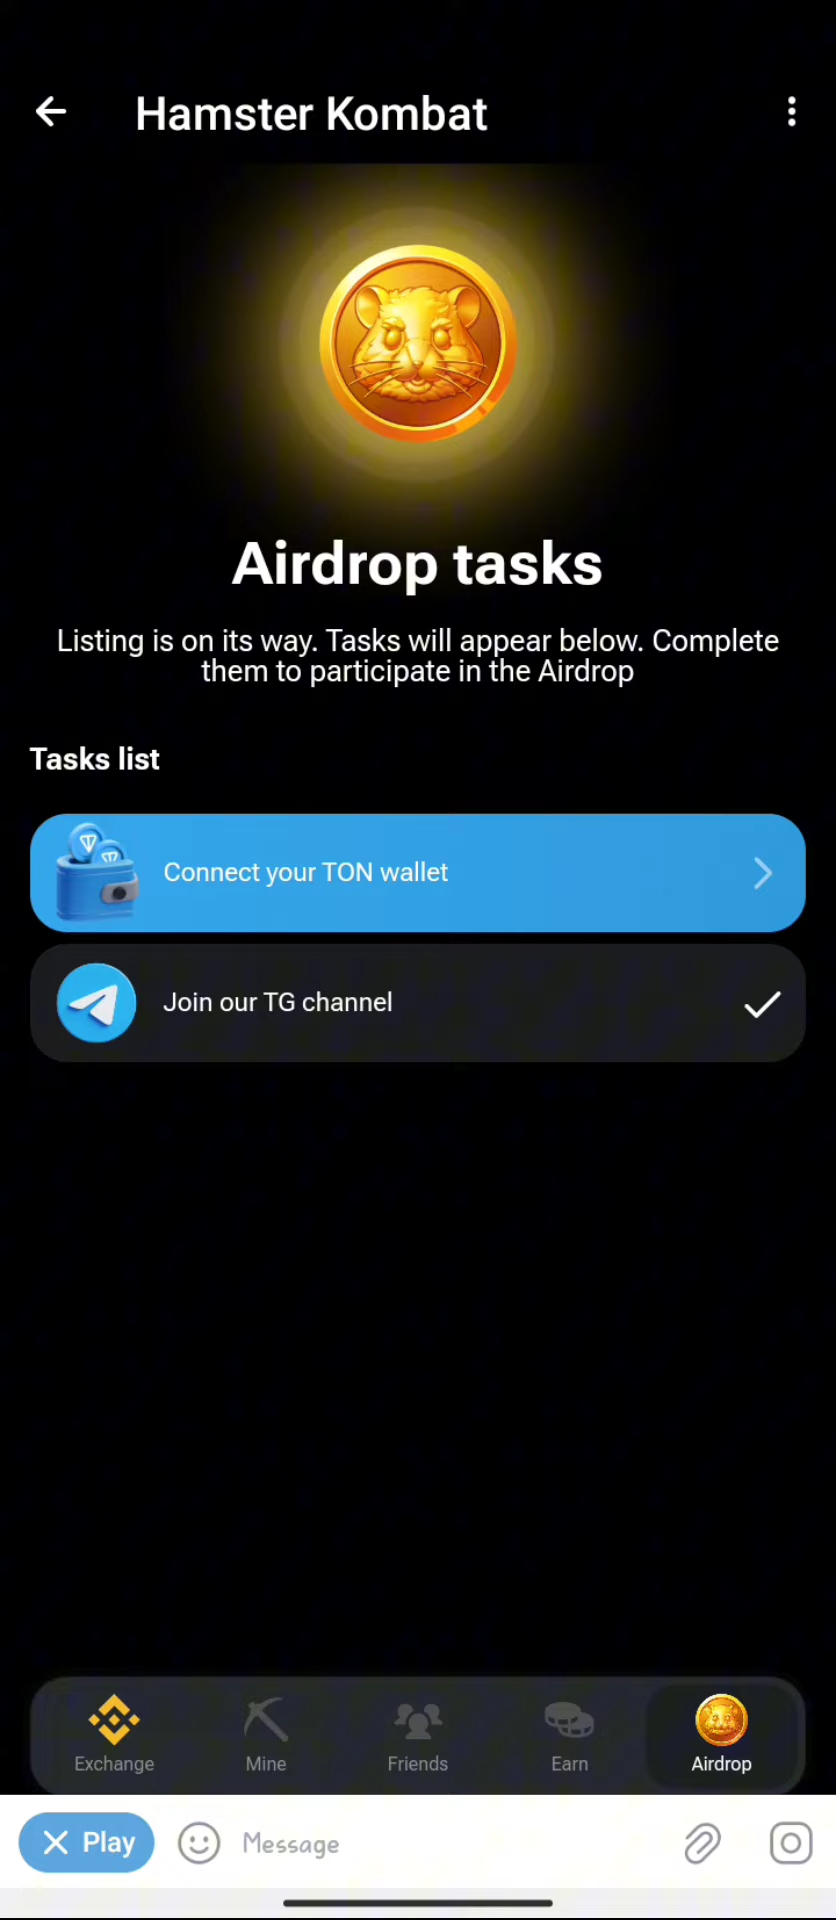 Hamster Kombat
Airdrop tasks
Listing is on its way. Tasks will appear below. Complete
them to participate in the Airdrop
Tasks list
Connect your TON wallet
Join our TG channel
Exchange
Mine
Friends
Earn
Airdrop
Play
Message